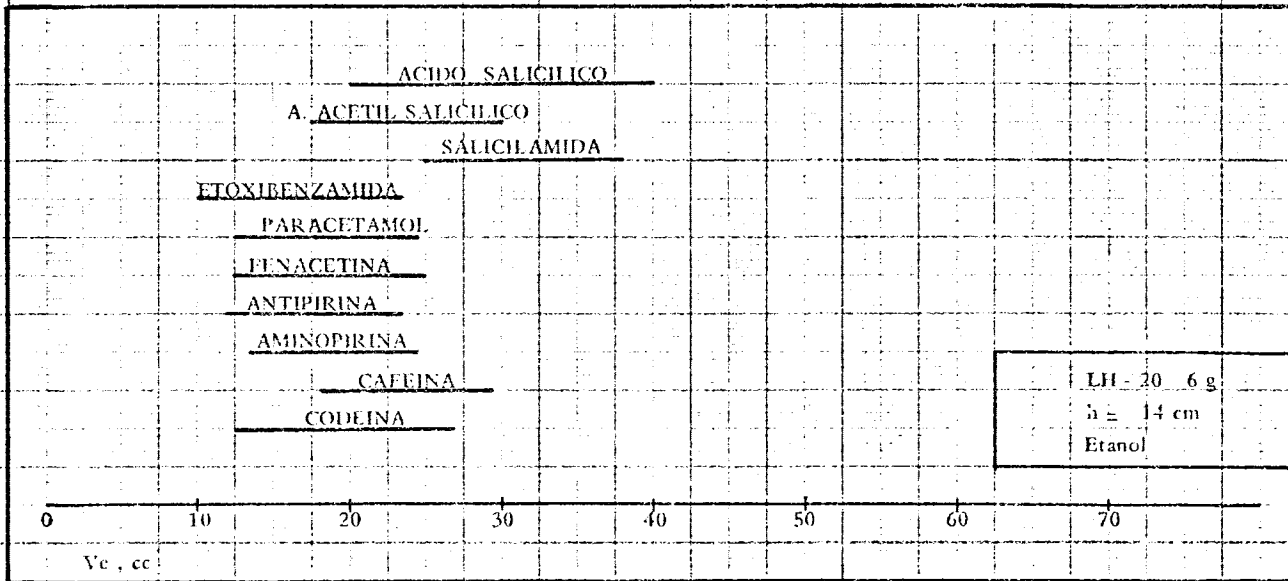 ACIDO SALICILICO
A. ACETIL SALICILICO
SALICILAMIDA
ETOXIBENZAMIDA
PARACETAMOL
FENACETINA
ANTIPIRINA
AMINOPIRINA
CAFEINA
CODEINA
LH - 20 6 g
h = 14 cm
Etanol
0 10 20 30 40 50 60 70
Ve , cc